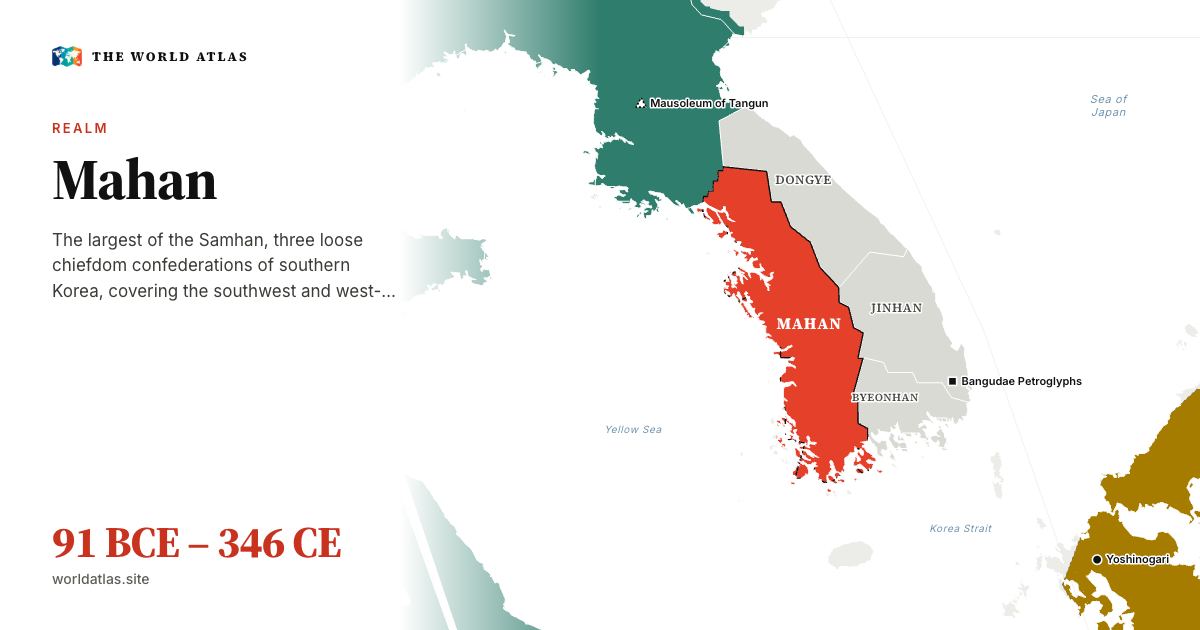 THE WORLD ATLAS
REALM
Mahan
The largest of the Samhan, three loose
chiefdom confederations of southern
Korea, covering the southwest and west-...
91 BCE – 346 CE
worldatlas.site
Mausoleum of Tangun
Sea of
Japan
DONGYE
JINHAN
MAHAN
Bangudae Petroglyphs
BYEONHAN
Yellow Sea
Korea Strait
Yoshinogari